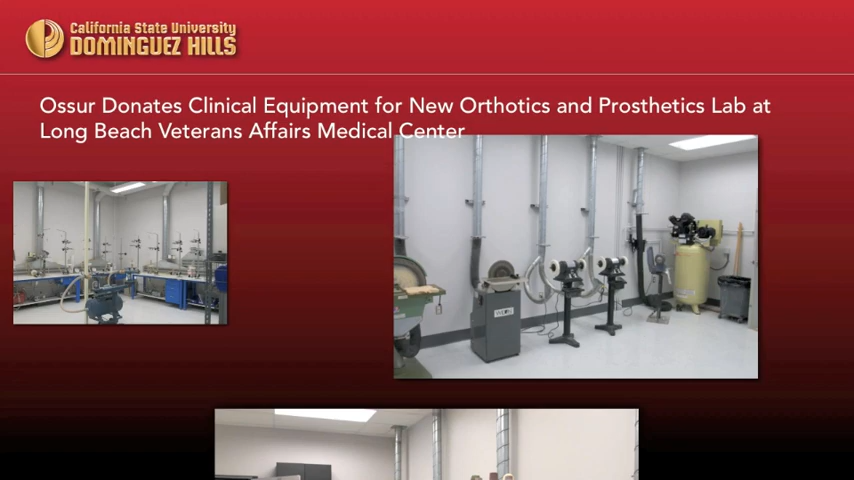 California State University
DOMINGUEZ HILLS
Ossur Donates Clinical Equipment for New Orthotics and Prosthetics Lab at
Long Beach Veterans Affairs Medical Center